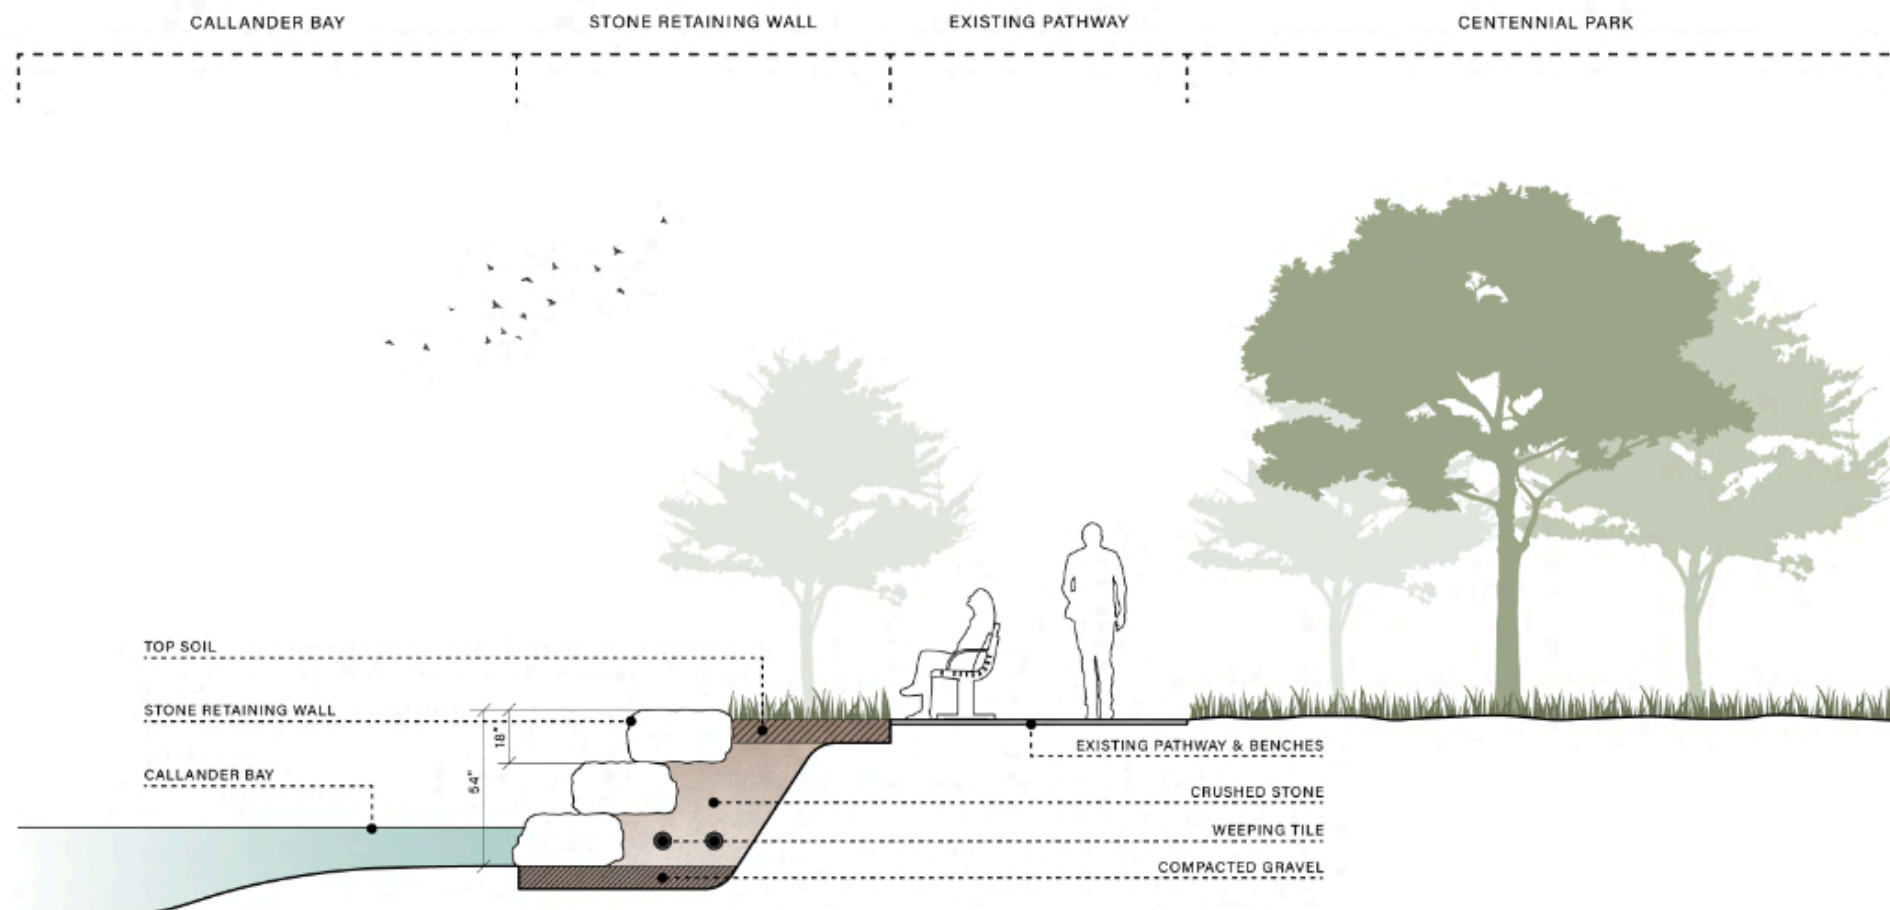 CALLANDER BAY
STONE RETAINING WALL
EXISTING PATHWAY
CENTENNIAL PARK
TOP SOIL
STONE RETAINING WALL
18"
54"
CALLANDER BAY
EXISTING PATHWAY & BENCHES
CRUSHED STONE
WEEPING TILE
COMPACTED GRAVEL